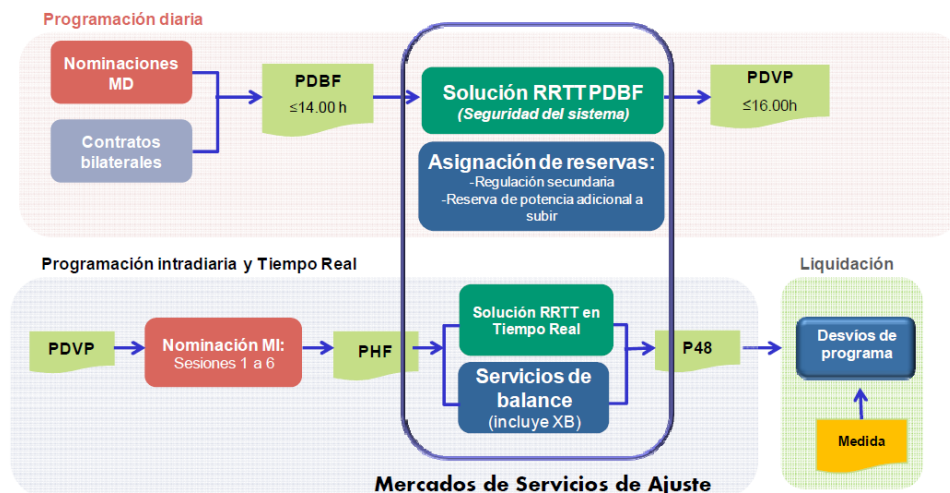 Programación diaria
Nominaciones
MD
Contratos
bilaterales
PDBF
≤14.00 h
Solución RRTT PDBF
(Seguridad del sistema)
Asignación de reservas:
-Regulación secundaria
-Reserva de potencia adicional a
subir
PDVP
≤16.00h
Programación intradiaria y Tiempo Real
PDVP
Nominación MI:
Sesiones 1 a 6
PHF
Solución RRTT en
Tiempo Real
Servicios de
balance
(incluye XB)
P48
Liquidación
Desvíos de
programa
Medida
Mercados de Servicios de Ajuste